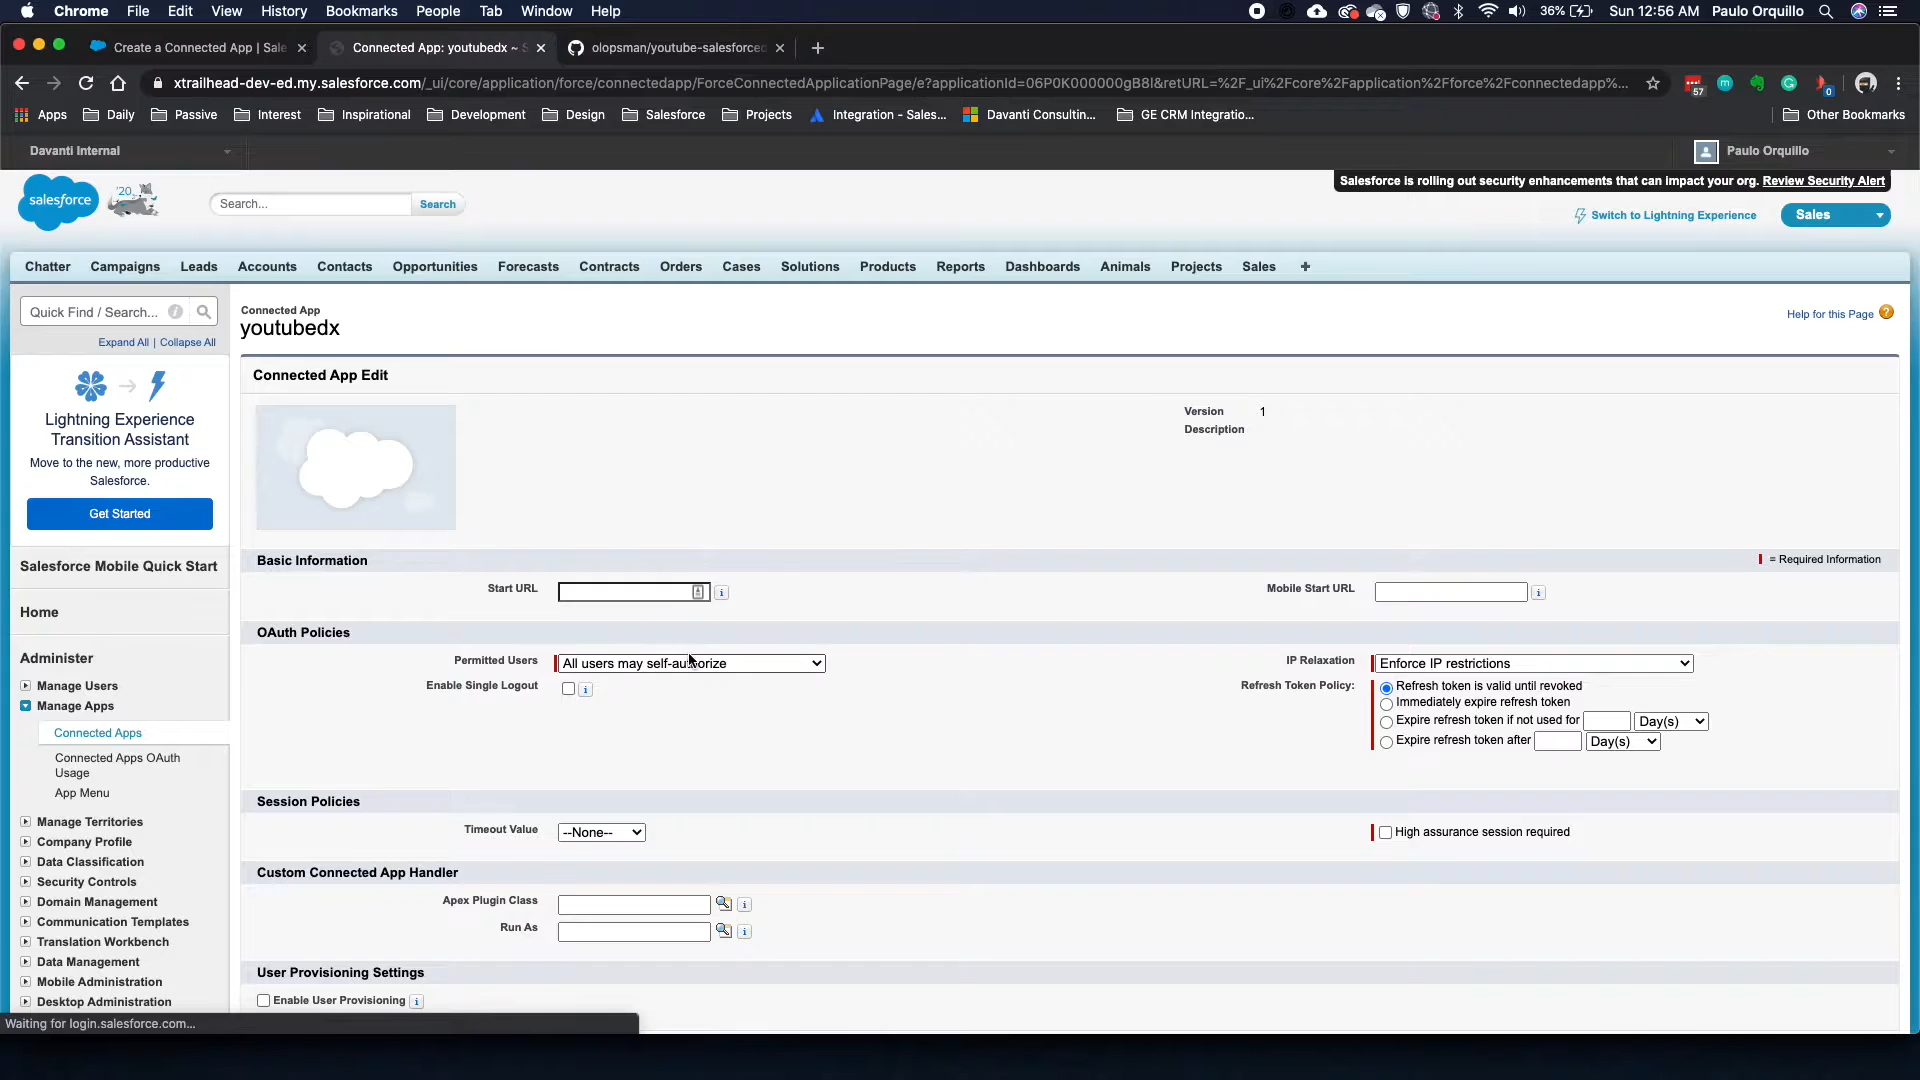 Chrome File Edit View History Bookmarks People Tab Window Help 36% Sun 12:56 AM Paulo Orquillo
Create a Connected App | Sale Connected App: youtubedx ~ S olopsman/youtube-salesforced
xtrailhead-dev-ed.my.salesforce.com/_ui/core/application/force/connectedapp/ForceConnectedApplicationPage/e?applicationId=06P0K000000gB8I&retURL=%2F_ui%2Fcore%2Fapplication%2Fforce%2Fconnectedapp%... 57 0
Apps Daily Passive Interest Inspirational Development Design Salesforce Projects Integration - Sales... Davanti Consultin... GE CRM Integratio... Other Bookmarks
Davanti Internal Paulo Orquillo
Salesforce is rolling out security enhancements that can impact your org. Review Security Alert
salesforce '20 Search... Search Switch to Lightning Experience Sales
Chatter Campaigns Leads Accounts Contacts Opportunities Forecasts Contracts Orders Cases Solutions Products Reports Dashboards Animals Projects Sales +
Quick Find / Search...
Expand All | Collapse All
Lightning Experience
Transition Assistant
Move to the new, more productive
Salesforce.
Get Started
Salesforce Mobile Quick Start
Home
Administer
Manage Users
Manage Apps
Connected Apps
Connected Apps OAuth
Usage
App Menu
Manage Territories
Company Profile
Data Classification
Security Controls
Domain Management
Communication Templates
Translation Workbench
Data Management
Mobile Administration
Desktop Administration
Connected App
youtubedx
Help for this Page ?
Connected App Edit
Version 1
Description
Basic Information = Required Information
Start URL Mobile Start URL
OAuth Policies
Permitted Users All users may self-authorize IP Relaxation Enforce IP restrictions
Enable Single Logout Refresh Token Policy: Refresh token is valid until revoked
Immediately expire refresh token
Expire refresh token if not used for Day(s)
Expire refresh token after Day(s)
Session Policies
Timeout Value --None-- High assurance session required
Custom Connected App Handler
Apex Plugin Class
Run As
User Provisioning Settings
Enable User Provisioning
Waiting for login.salesforce.com...